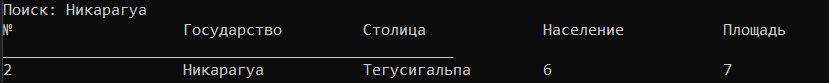 Поиск: Никарагуа
№ Государство Столица Население Площадь
2 Никарагуа Тегусигальпа 6 7